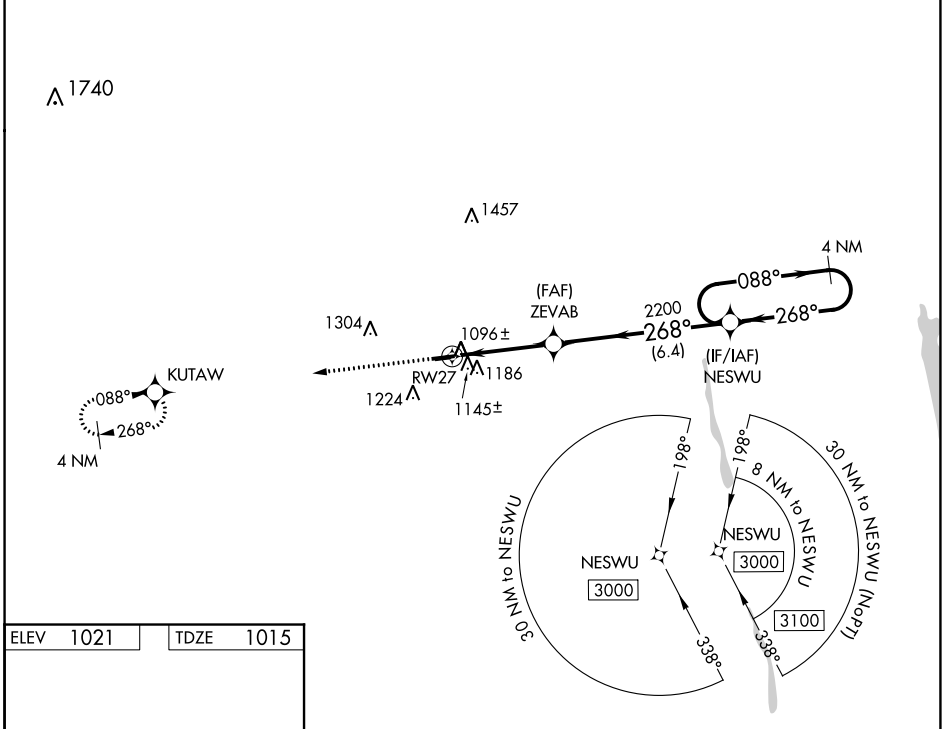 1740
1457
4 NM
088°
268°
(FAF)
ZEVAB
2200
268°
(6.4)
(IF/IAF)
NESWU
1304
1096±
RW27
1186
1224
1145±
KUTAW
088°
268°
4 NM
198°
30 NM to NESWU
NESWU
3000
338°
198°
8 NM to NESWU
30 NM to NESWU (NoPT)
NESWU
3000
3100
338°
ELEV 1021
TDZE 1015